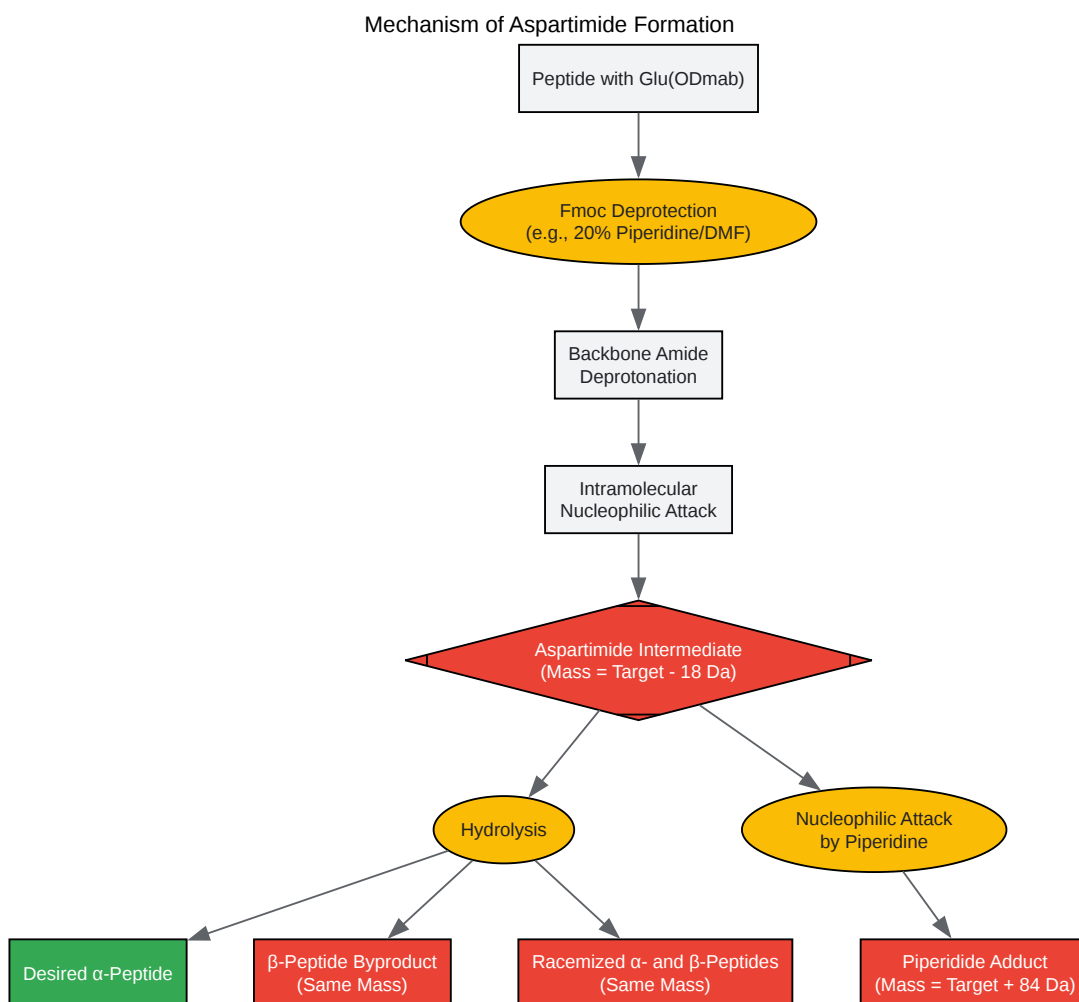 Mechanism of Aspartimide Formation
Peptide with Glu(ODmab)
Fmoc Deprotection
(e.g., 20% Piperidine/DMF)
Backbone Amide
Deprotonation
Intramolecular
Nucleophilic Attack
Aspartimide Intermediate
(Mass = Target - 18 Da)
Hydrolysis
Nucleophilic Attack
by Piperidine
Desired α-Peptide
β-Peptide Byproduct
(Same Mass)
Racemized α- and β-Peptides
(Same Mass)
Piperidide Adduct
(Mass = Target + 84 Da)